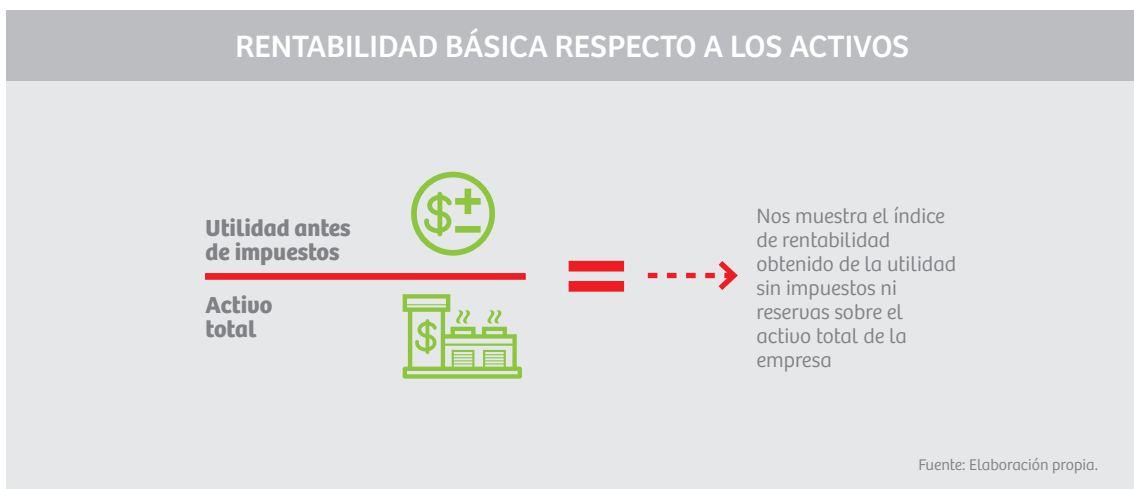 RENTABILIDAD BÁSICA RESPECTO A LOS ACTIVOS
Utilidad antes
de impuestos
$
Activo
total
$
Nos muestra el índice
de rentabilidad
obtenido de la utilidad
sin impuestos ni
reservas sobre el
activo total de la
empresa
Fuente: Elaboración propia.